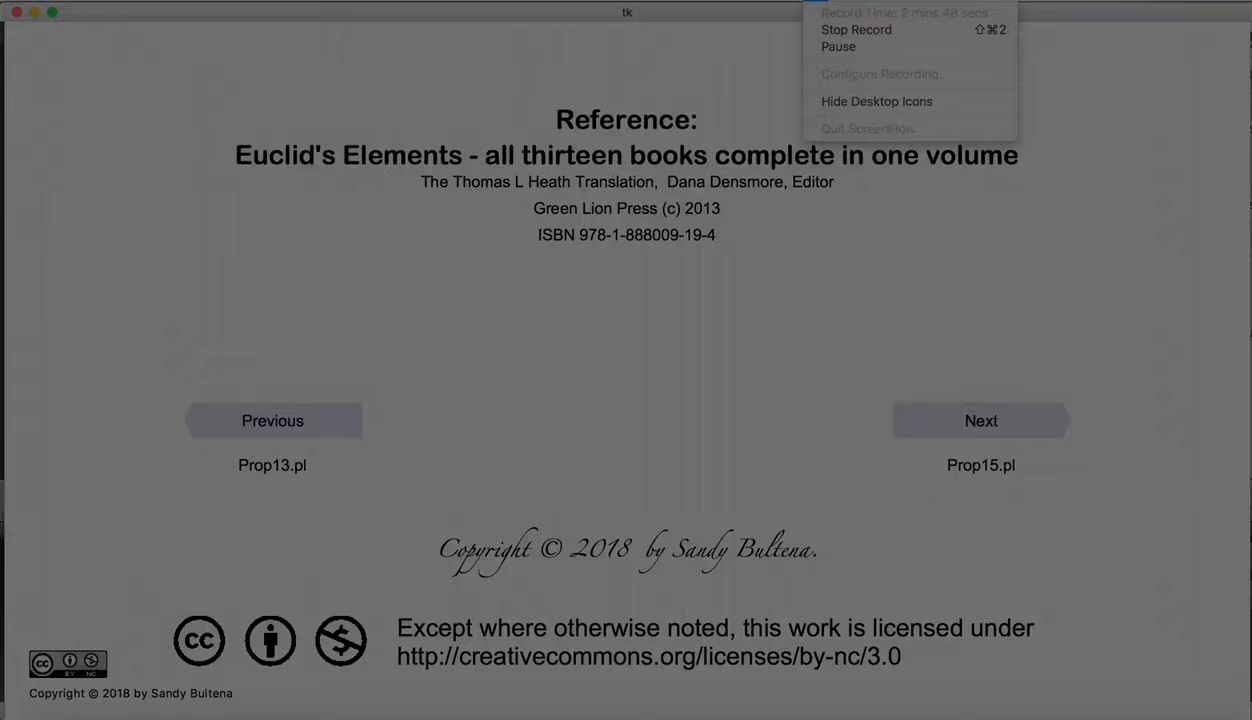 tk
Record Time: 2 mins 48 secs
Stop Record ⇧⌘2
Pause
Configure Recording..
Hide Desktop Icons
Quit ScreenFlow
Reference:
Euclid's Elements - all thirteen books complete in one volume
The Thomas L Heath Translation, Dana Densmore, Editor
Green Lion Press (c) 2013
ISBN 978-1-888009-19-4
Previous
Next
Prop13.pl
Prop15.pl
Copyright © 2018 by Sandy Bultena.
Except where otherwise noted, this work is licensed under
http://creativecommons.org/licenses/by-nc/3.0
cc
cc
BY NC
Copyright © 2018 by Sandy Bultena